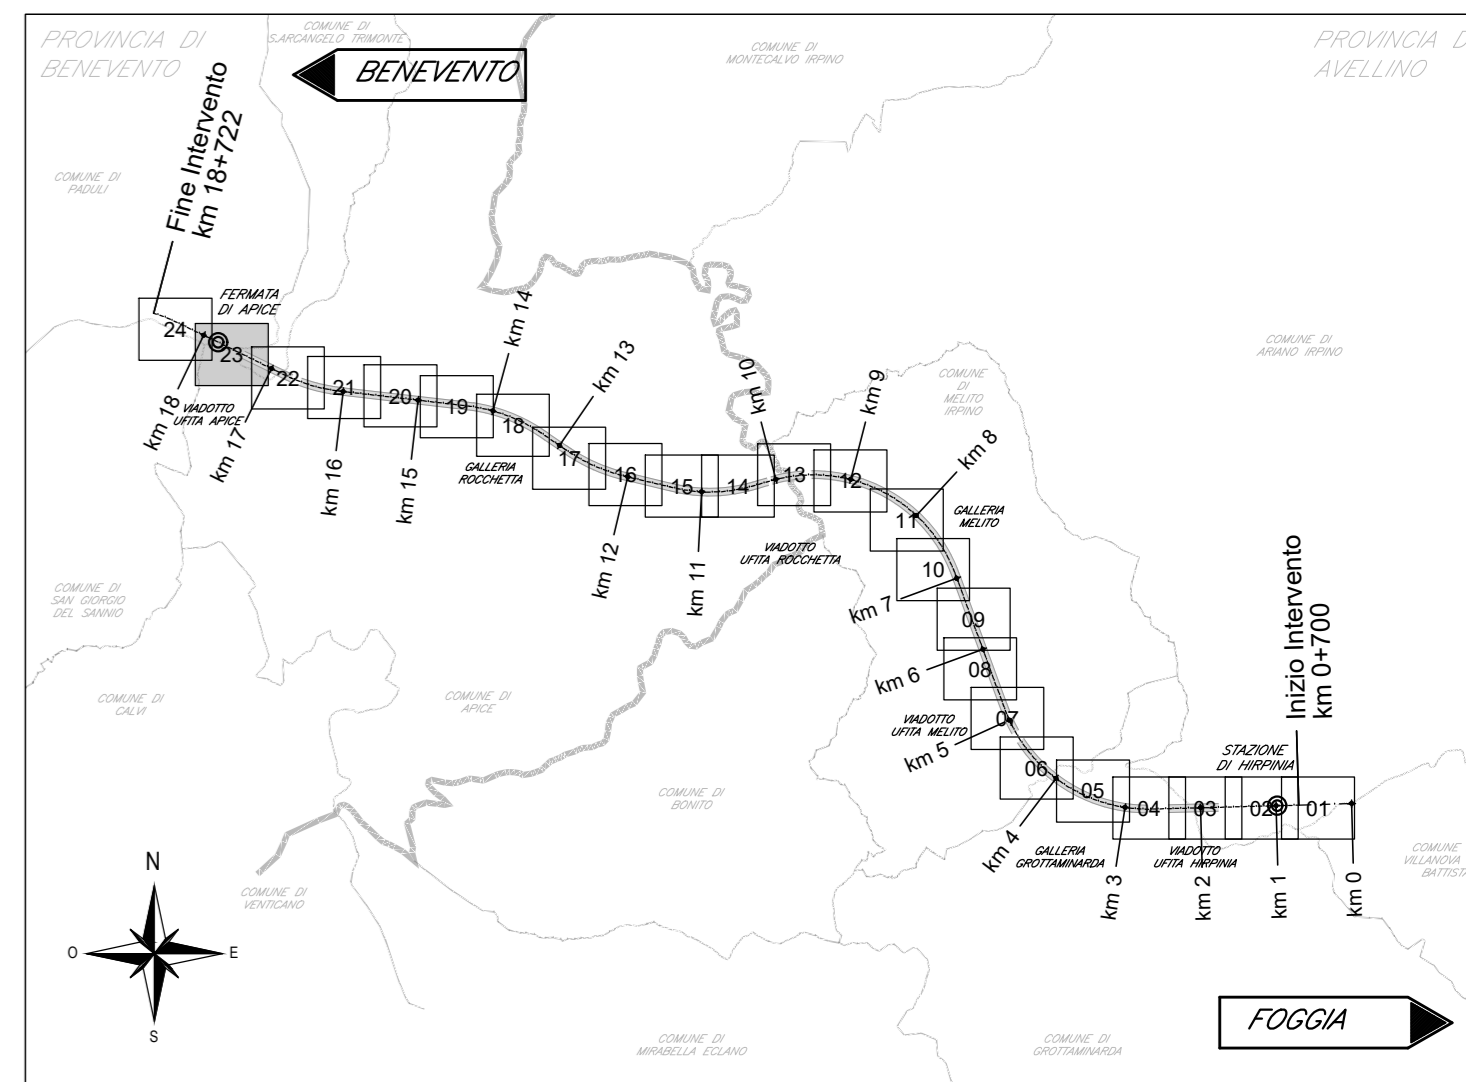 PROVINCIA DI
BENEVENTO
COMUNE DI
S.ARCANGELO TRIMONTE
BENEVENTO
COMUNE DI
MONTECALVO IRPINO
PROVINCIA D
AVELLINO
COMUNE DI
PADULI
Fine Intervento
km 18+722
FERMATA
DI APICE
24
23
22
21
20
19
18
17
16
15
14
13
12
11
10
09
08
07
06
05
04
03
02
01
VIADOTTO
UFITA APICE
km 18
km 17
km 16
km 15
km 14
km 13
km 12
km 11
km 10
km 9
km 8
km 7
km 6
km 5
km 4
km 3
km 2
km 1
km 0
GALLERIA
ROCCHETTA
VIADOTTO
UFITA ROCCHETTA
GALLERIA
MELITO
COMUNE
DI
MELITO
IRPINO
COMUNE DI
ARIANO IRPINO
VIADOTTO
UFITA MELITO
Inizio Intervento
km 0+700
STAZIONE
DI HIRPINIA
GALLERIA
GROTTAMINARDA
VIADOTTO
UFITA HIRPINIA
COMUNE DI
SAN GIORGIO
DEL SANNIO
COMUNE DI
CALVI
COMUNE DI
APICE
COMUNE DI
BONITO
COMUNE
VILLANOVA
BATTISTA
COMUNE DI
VENTICANO
N
O
E
S
COMUNE DI
MIRABELLA ECLANO
COMUNE DI
GROTTAMINARDA
FOGGIA